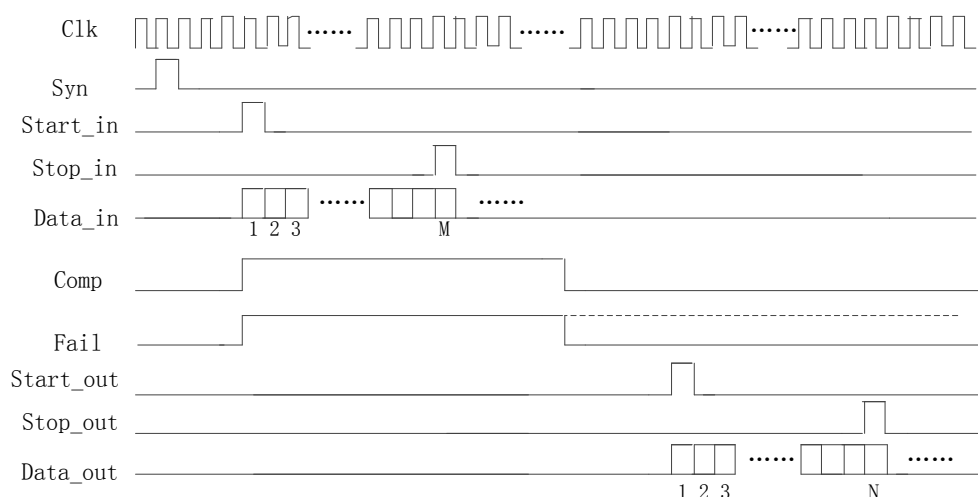 Clk ...... ...... ......
Syn
Start_in
Stop_in
Data_in ...... ......
1 2 3 M
Comp
Fail
Start_out
Stop_out
Data_out ...... ......
1 2 3 N